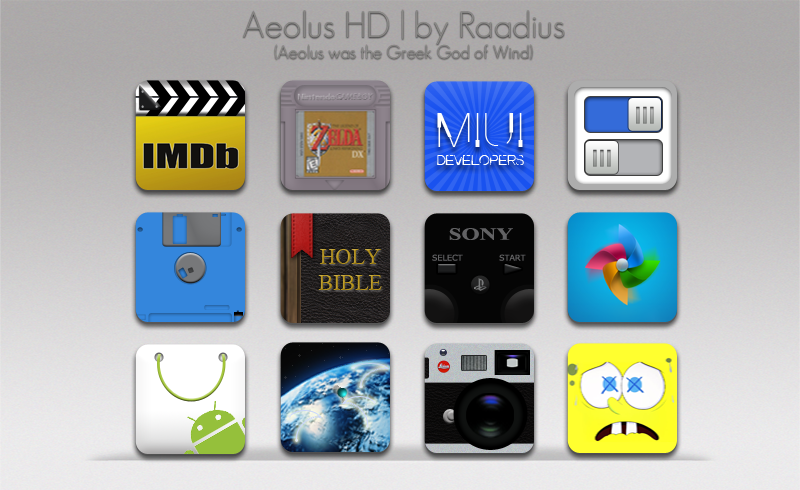 Aeolus HD | by Raadius
(Aeolus was the Greek God of Wind)
IMDb
Nintendo GAME BOY
ZELDA
DX
MIUI
DEVELOPERS
HOLY
BIBLE
SONY
SELECT
START